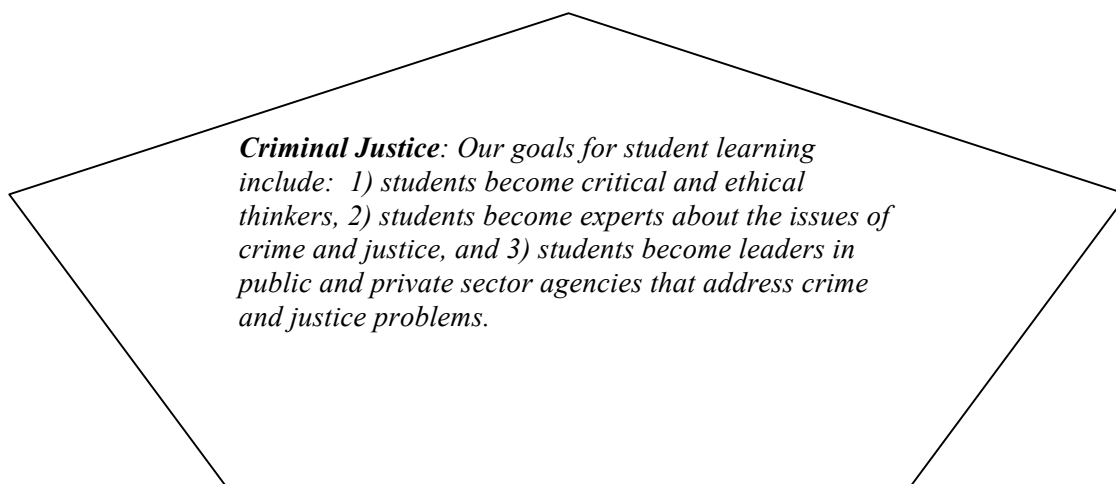 Criminal Justice: Our goals for student learning
include:  1) students become critical and ethical
thinkers, 2) students become experts about the issues of
crime and justice, and 3) students become leaders in
public and private sector agencies that address crime
and justice problems.